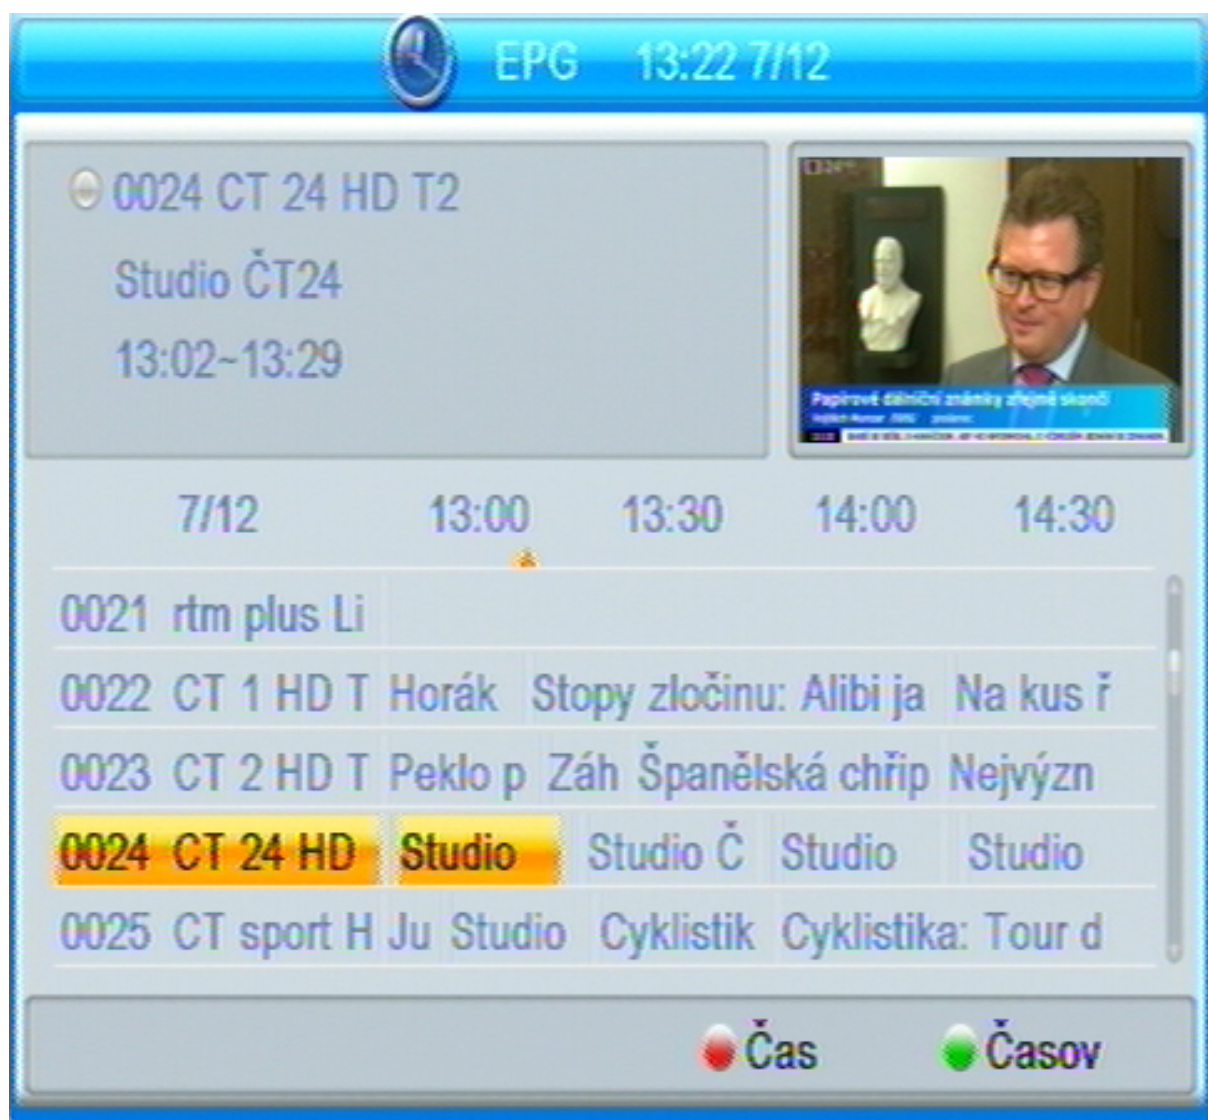 EPG 13:22 7/12
0024 CT 24 HD T2
Studio ČT24
13:02~13:29
Papírové dálniční známky zřejmě skončí
7/12 13:00 13:30 14:00 14:30
0021 rtm plus Li
0022 CT 1 HD T Horák Stopy zločinu: Alibi ja Na kus ř
0023 CT 2 HD T Peklo p Záh Španělská chřip Nejvýzn
0024 CT 24 HD Studio Studio Č Studio Studio
0025 CT sport H Ju Studio Cyklistik Cyklistika: Tour d
Čas Časov